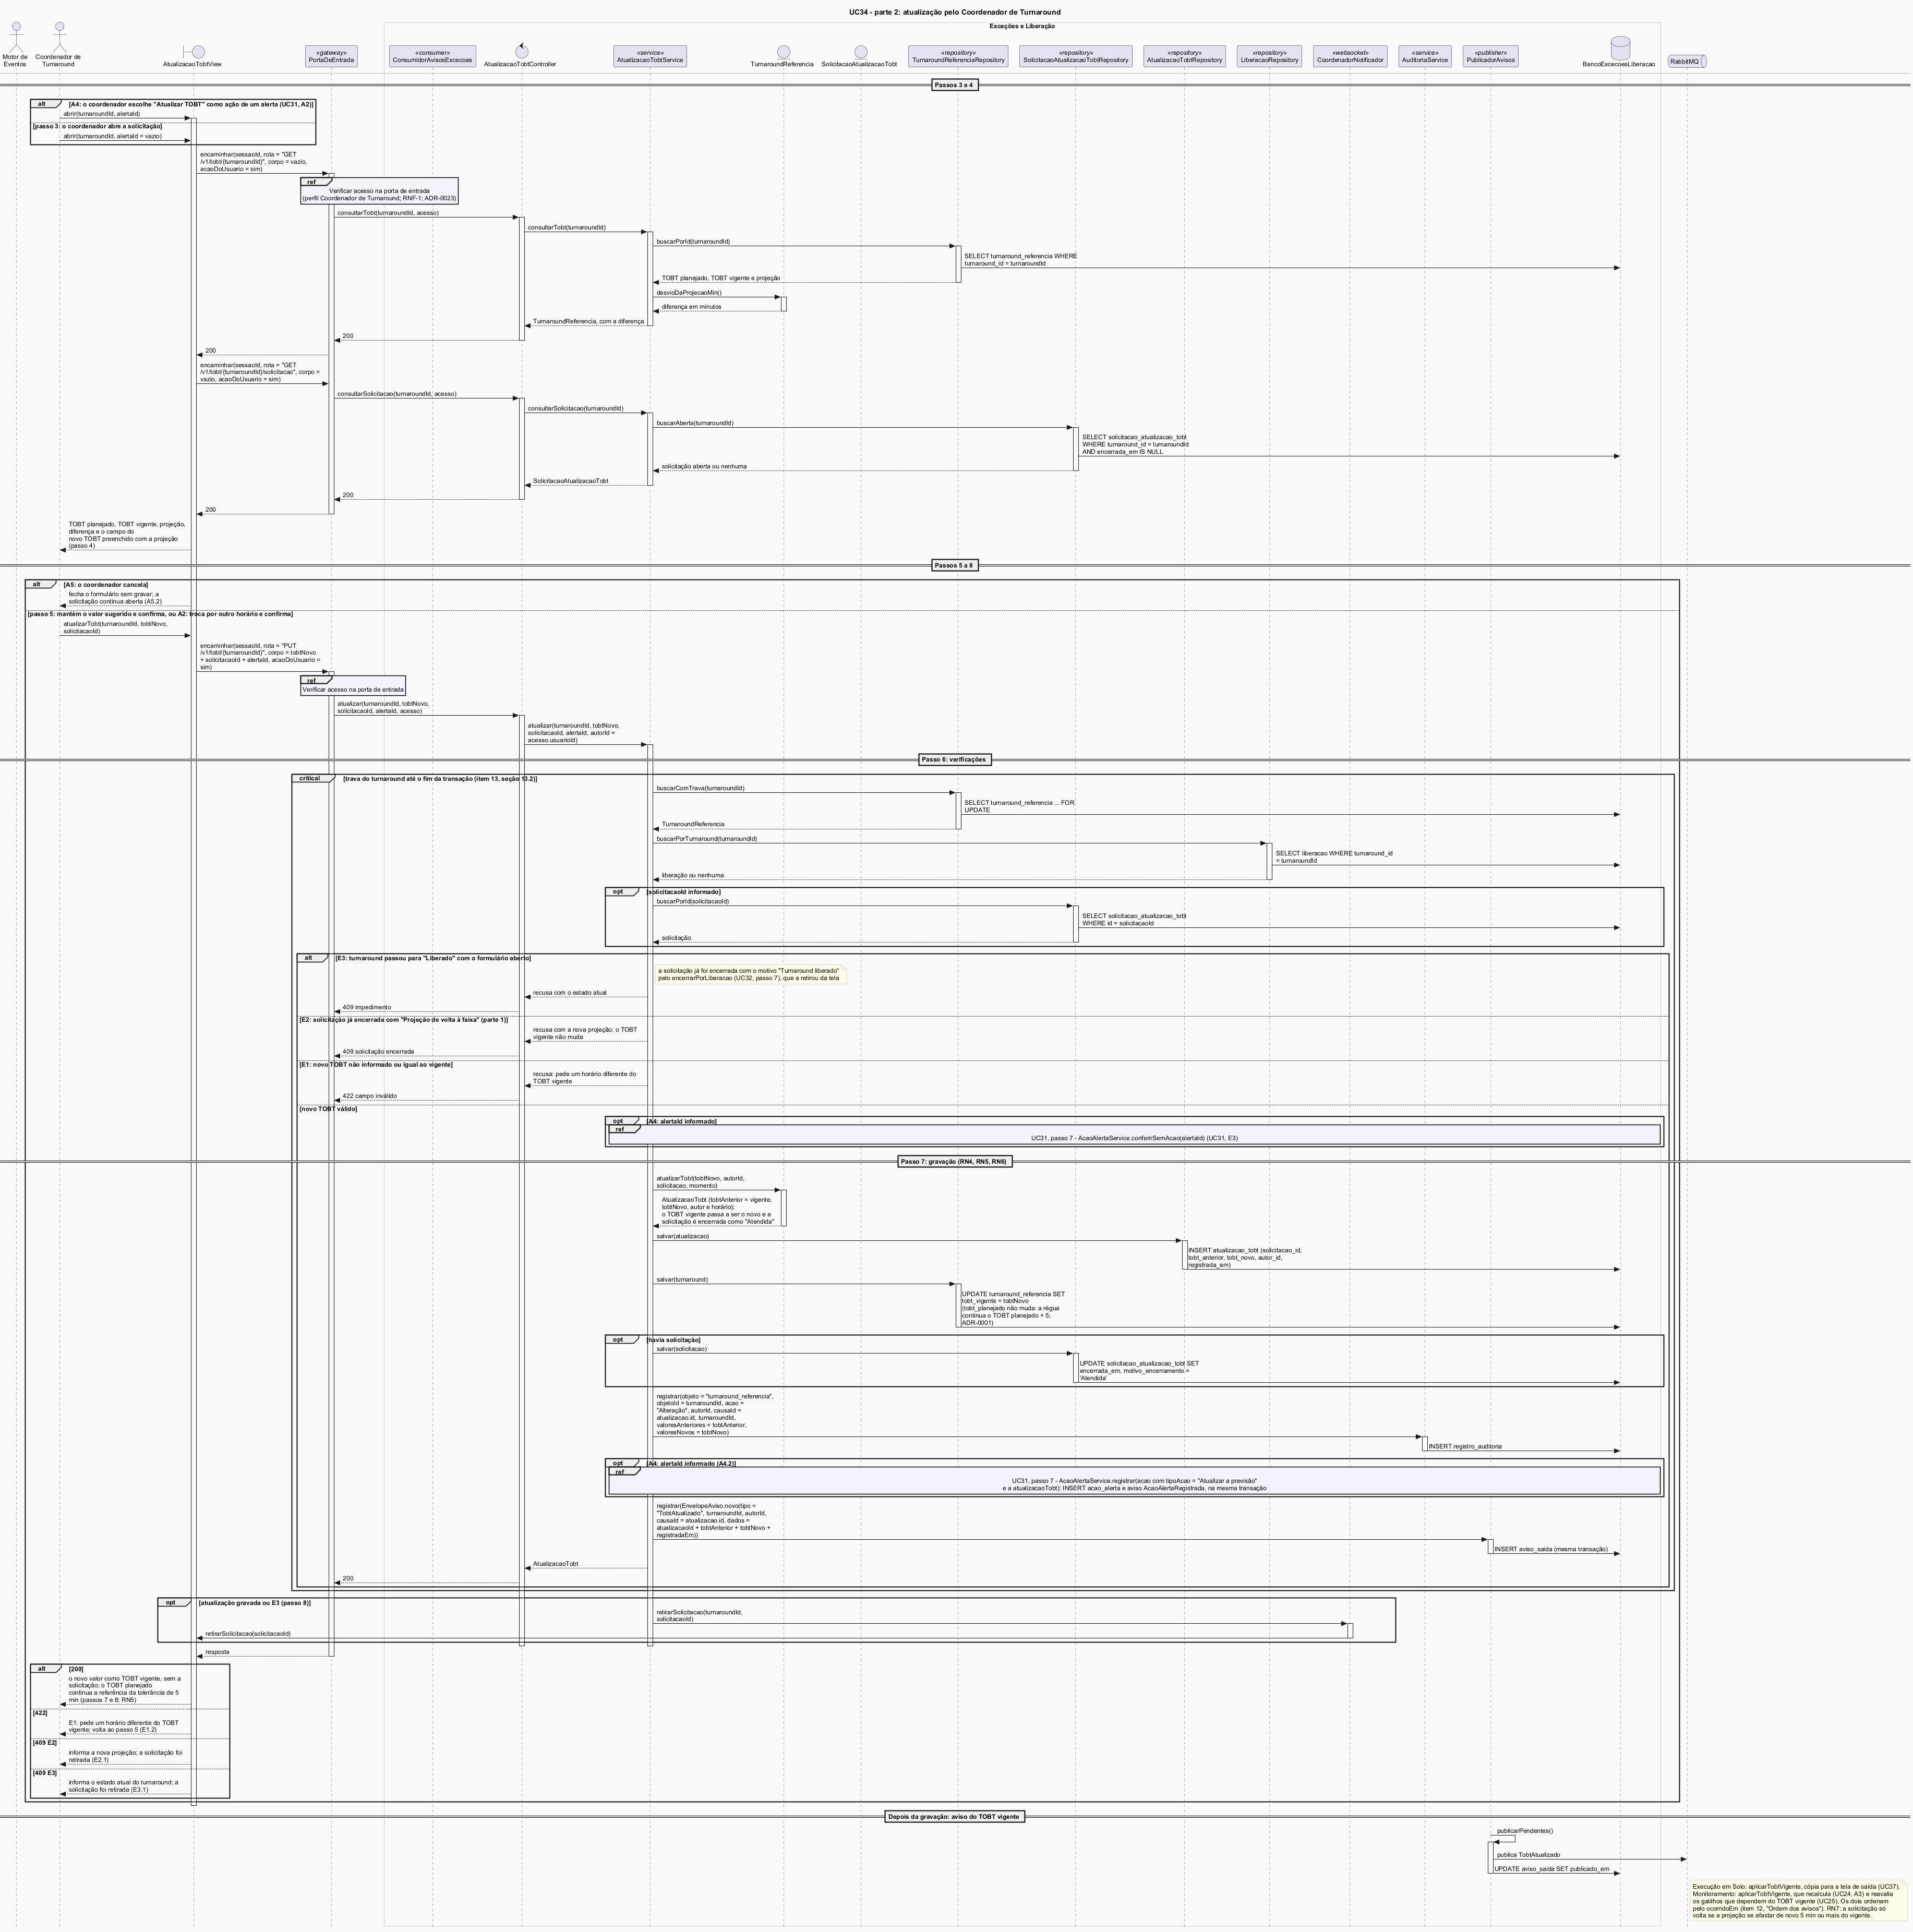 UC34 - parte 2: atualização pelo Coordenador de Turnaround
Exceções e Liberação
Motor de
Eventos
Coordenador de
Turnaround
AtualizacaoTobtView
«gateway»
PortaDeEntrada
«consumer»
ConsumidorAvisosExcecoes
AtualizacaoTobtController
«service»
AtualizacaoTobtService
TurnaroundReferencia
SolicitacaoAtualizacaoTobt
«repository»
TurnaroundReferenciaRepository
«repository»
SolicitacaoAtualizacaoTobtRepository
«repository»
AtualizacaoTobtRepository
«repository»
LiberacaoRepository
«websocket»
CoordenadorNotificador
«service»
AuditoriaService
«publisher»
PublicadorAvisos
BancoExcecoesLiberacao
RabbitMQ
Passos 3 e 4
alt
[A4: o coordenador escolhe "Atualizar TOBT" como ação de um alerta (UC31, A2)]
abrir(turnaroundId, alertaId)
[passo 3: o coordenador abre a solicitação]
abrir(turnaroundId, alertaId = vazio)
encaminhar(sessaoId, rota = "GET
/v1/tobt/{turnaroundId}", corpo = vazio,
acaoDoUsuario = sim)
ref
Verificar acesso na porta de entrada
(perfil Coordenador de Turnaround; RNF-1; ADR-0023)
consultarTobt(turnaroundId, acesso)
consultarTobt(turnaroundId)
buscarPorId(turnaroundId)
SELECT turnaround_referencia WHERE
turnaround_id = turnaroundId
TOBT planejado, TOBT vigente e projeção
desvioDaProjecaoMin()
diferença em minutos
TurnaroundReferencia, com a diferença
200
200
encaminhar(sessaoId, rota = "GET
/v1/tobt/{turnaroundId}/solicitacao", corpo =
vazio, acaoDoUsuario = sim)
consultarSolicitacao(turnaroundId, acesso)
consultarSolicitacao(turnaroundId)
buscarAberta(turnaroundId)
SELECT solicitacao_atualizacao_tobt
WHERE turnaround_id = turnaroundId
AND encerrada_em IS NULL
solicitação aberta ou nenhuma
SolicitacaoAtualizacaoTobt
200
200
TOBT planejado, TOBT vigente, projeção,
diferença e o campo do
novo TOBT preenchido com a projeção
(passo 4)
Passos 5 a 8
alt
[A5: o coordenador cancela]
fecha o formulário sem gravar; a
solicitação continua aberta (A5.2)
[passo 5: mantém o valor sugerido e confirma, ou A2: troca por outro horário e confirma]
atualizarTobt(turnaroundId, tobtNovo,
solicitacaoId)
encaminhar(sessaoId, rota = "PUT
/v1/tobt/{turnaroundId}", corpo = tobtNovo
+ solicitacaoId + alertaId, acaoDoUsuario =
sim)
ref
Verificar acesso na porta de entrada
atualizar(turnaroundId, tobtNovo,
solicitacaoId, alertaId, acesso)
atualizar(turnaroundId, tobtNovo,
solicitacaoId, alertaId, autorId =
acesso.usuarioId)
Passo 6: verificações
critical
[trava do turnaround até o fim da transação (item 13, seção 13.2)]
buscarComTrava(turnaroundId)
SELECT turnaround_referencia ... FOR
UPDATE
TurnaroundReferencia
buscarPorTurnaround(turnaroundId)
SELECT liberacao WHERE turnaround_id
= turnaroundId
liberação ou nenhuma
opt
[solicitacaoId informado]
buscarPorId(solicitacaoId)
SELECT solicitacao_atualizacao_tobt
WHERE id = solicitacaoId
solicitação
alt
[E3: turnaround passou para "Liberado" com o formulário aberto]
a solicitação já foi encerrada com o motivo "Turnaround liberado"
pelo encerrarPorLiberacao (UC32, passo 7), que a retirou da tela
recusa com o estado atual
409 impedimento
[E2: solicitação já encerrada com "Projeção de volta à faixa" (parte 1)]
recusa com a nova projeção; o TOBT
vigente não muda
409 solicitação encerrada
[E1: novo TOBT não informado ou igual ao vigente]
recusa: pede um horário diferente do
TOBT vigente
422 campo inválido
[novo TOBT válido]
opt
[A4: alertaId informado]
ref
UC31, passo 7 - AcaoAlertaService.conferirSemAcao(alertaId) (UC31, E3)
Passo 7: gravação (RN4, RN5, RN6)
atualizarTobt(tobtNovo, autorId,
solicitacao, momento)
AtualizacaoTobt (tobtAnterior = vigente,
tobtNovo, autor e horário);
o TOBT vigente passa a ser o novo e a
solicitação é encerrada como "Atendida"
salvar(atualizacao)
INSERT atualizacao_tobt (solicitacao_id,
tobt_anterior, tobt_novo, autor_id,
registrada_em)
salvar(turnaround)
UPDATE turnaround_referencia SET
tobt_vigente = tobtNovo
(tobt_planejado não muda: a régua
continua o TOBT planejado + 5;
ADR-0001)
opt
[havia solicitação]
salvar(solicitacao)
UPDATE solicitacao_atualizacao_tobt SET
encerrada_em, motivo_encerramento =
'Atendida'
registrar(objeto = "turnaround_referencia",
objetoId = turnaroundId, acao =
"Alteração", autorId, causaId =
atualizacao.id, turnaroundId,
valoresAnteriores = tobtAnterior,
valoresNovos = tobtNovo)
INSERT registro_auditoria
opt
[A4: alertaId informado (A4.2)]
ref
UC31, passo 7 - AcaoAlertaService.registrar(acao com tipoAcao = "Atualizar a previsão"
e a atualizacaoTobt): INSERT acao_alerta e aviso AcaoAlertaRegistrada, na mesma transação
registrar(EnvelopeAviso.novo(tipo =
"TobtAtualizado", turnaroundId, autorId,
causaId = atualizacao.id, dados =
atualizacaoId + tobtAnterior + tobtNovo +
registradaEm))
INSERT aviso_saida (mesma transação)
AtualizacaoTobt
200
opt
[atualização gravada ou E3 (passo 8)]
retirarSolicitacao(turnaroundId,
solicitacaoId)
retirarSolicitacao(solicitacaoId)
resposta
alt
[200]
o novo valor como TOBT vigente, sem a
solicitação; o TOBT planejado
continua a referência da tolerância de 5
min (passos 7 e 8; RN5)
[422]
E1: pede um horário diferente do TOBT
vigente; volta ao passo 5 (E1.2)
[409 E2]
informa a nova projeção; a solicitação foi
retirada (E2.1)
[409 E3]
informa o estado atual do turnaround; a
solicitação foi retirada (E3.1)
Depois da gravação: aviso do TOBT vigente
publicarPendentes()
publica TobtAtualizado
UPDATE aviso_saida SET publicado_em
Execução em Solo: aplicarTobtVigente, cópia para a tela de saída (UC37).
Monitoramento: aplicarTobtVigente, que recalcula (UC24, A3) e reavalia
os gatilhos que dependem do TOBT vigente (UC25). Os dois ordenam
pelo ocorridoEm (item 12, "Ordem dos avisos"). RN7: a solicitação só
volta se a projeção se afastar de novo 5 min ou mais do vigente.